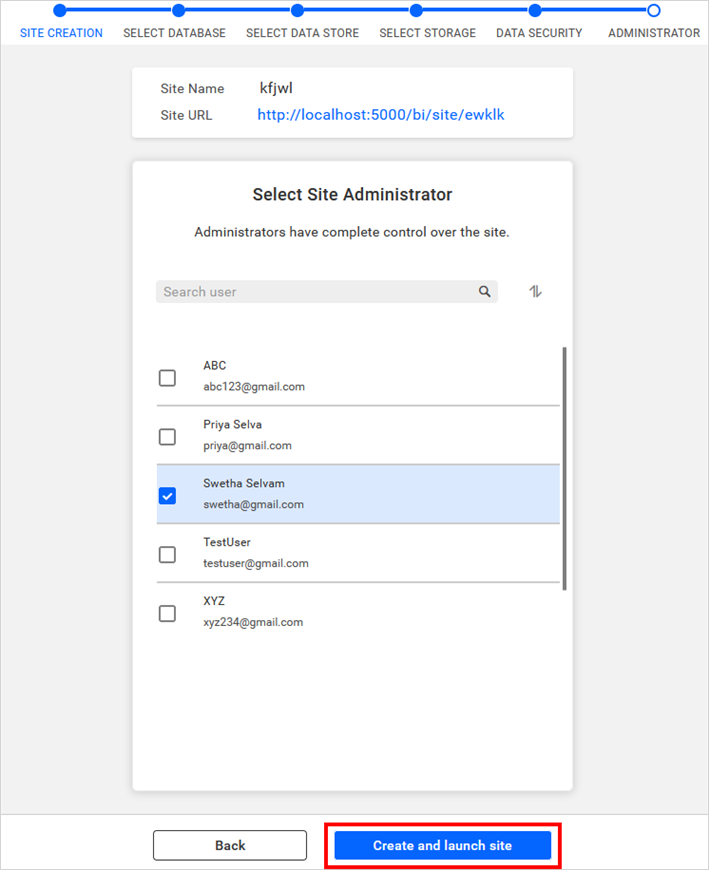 SITE CREATION SELECT DATABASE SELECT DATA STORE SELECT STORAGE DATA SECURITY ADMINISTRATOR
Site Name kfjwl
Site URL http://localhost:5000/bi/site/ewklk
Select Site Administrator
Administrators have complete control over the site.
Search user
ABC
abc123@gmail.com
Priya Selva
priya@gmail.com
Swetha Selvam
swetha@gmail.com
TestUser
testuser@gmail.com
XYZ
xyz234@gmail.com
Back Create and launch site